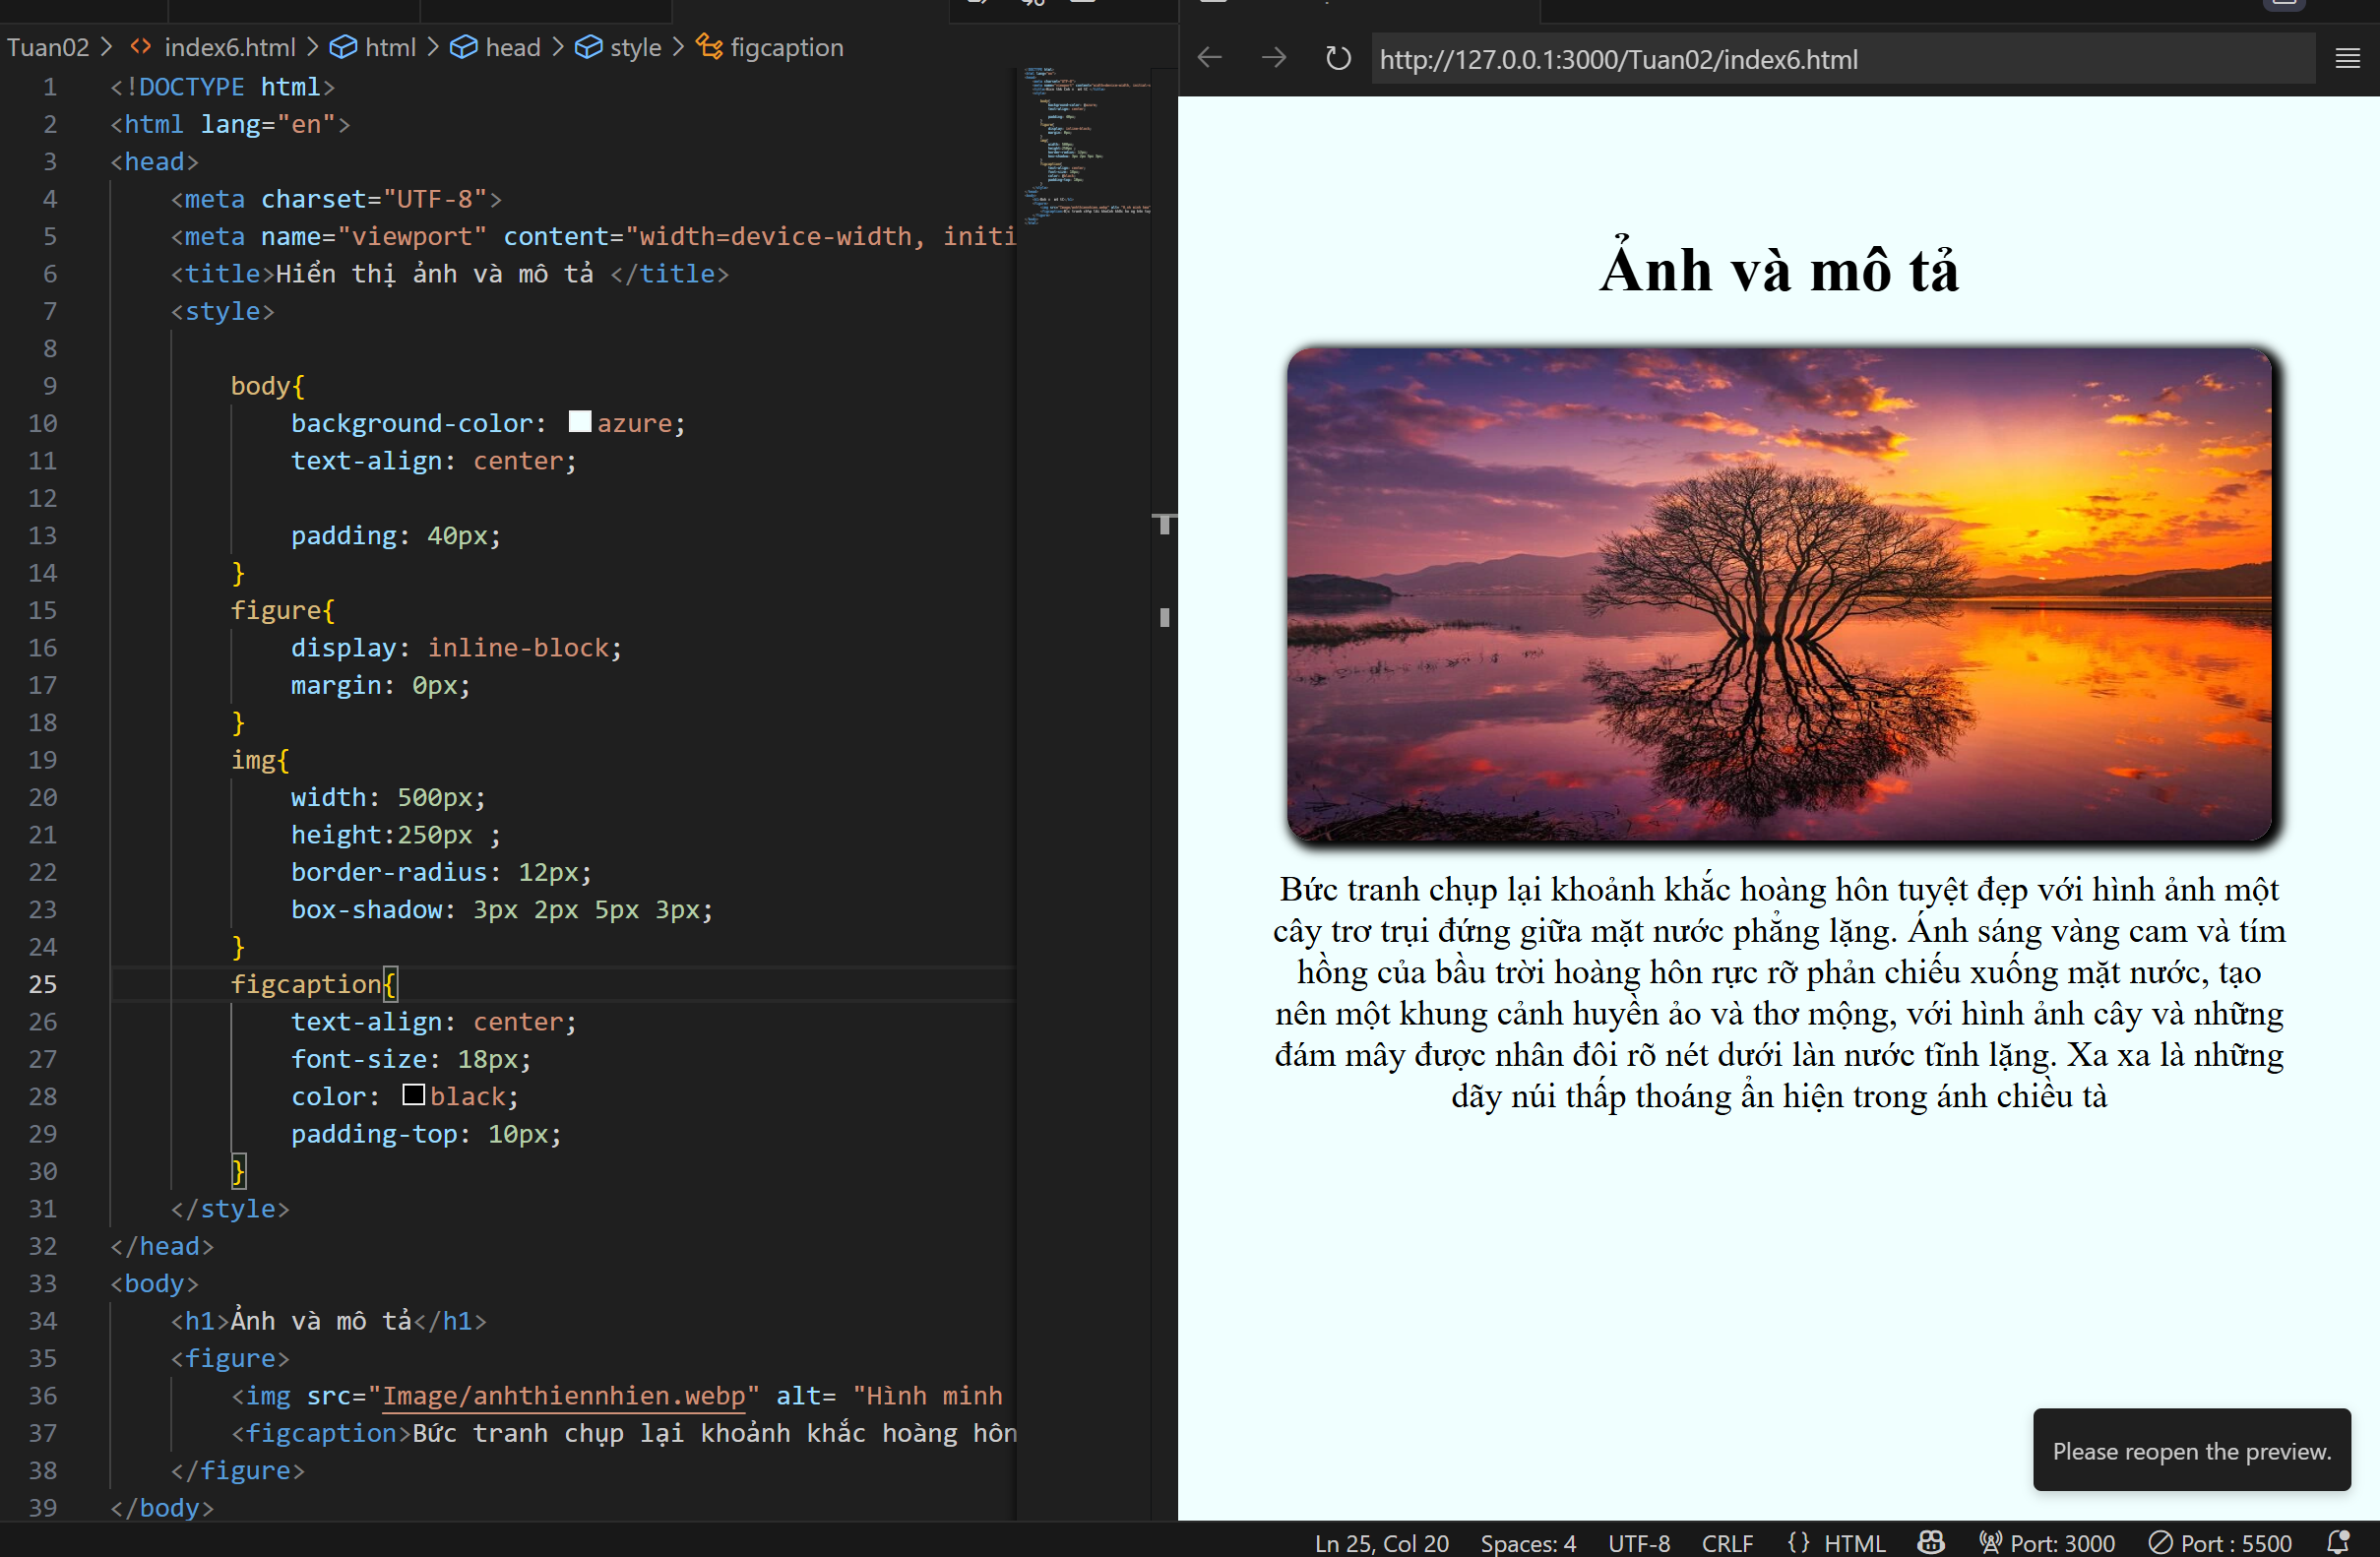 Tuan02 > <> index6.html > html > head > style > figcaption
1 <!DOCTYPE html>
2 <html lang="en">
3 <head>
4 <meta charset="UTF-8">
5 <meta name="viewport" content="width=device-width, initi
6 <title>Hiển thị ảnh và mô tả </title>
7 <style>
8
9 body{
10 background-color: azure;
11 text-align: center;
12
13 padding: 40px;
14 }
15 figure{
16 display: inline-block;
17 margin: 0px;
18 }
19 img{
20 width: 500px;
21 height:250px ;
22 border-radius: 12px;
23 box-shadow: 3px 2px 5px 3px;
24 }
25 figcaption{
26 text-align: center;
27 font-size: 18px;
28 color: black;
29 padding-top: 10px;
30 }
31 </style>
32 </head>
33 <body>
34 <h1>Ảnh và mô tả</h1>
35 <figure>
36 <img src="Image/anhthiennhien.webp" alt= "Hình minh
37 <figcaption>Bức tranh chụp lại khoảnh khắc hoàng hôn
38 </figure>
39 </body>
http://127.0.0.1:3000/Tuan02/index6.html
Ảnh và mô tả
Bức tranh chụp lại khoảnh khắc hoàng hôn tuyệt đẹp với hình ảnh một
cây trơ trụi đứng giữa mặt nước phẳng lặng. Ánh sáng vàng cam và tím
hồng của bầu trời hoàng hôn rực rỡ phản chiếu xuống mặt nước, tạo
nên một khung cảnh huyền ảo và thơ mộng, với hình ảnh cây và những
đám mây được nhân đôi rõ nét dưới làn nước tĩnh lặng. Xa xa là những
dãy núi thấp thoáng ẩn hiện trong ánh chiều tà
Please reopen the preview.
Ln 25, Col 20 Spaces: 4 UTF-8 CRLF {} HTML Port: 3000 Port : 5500